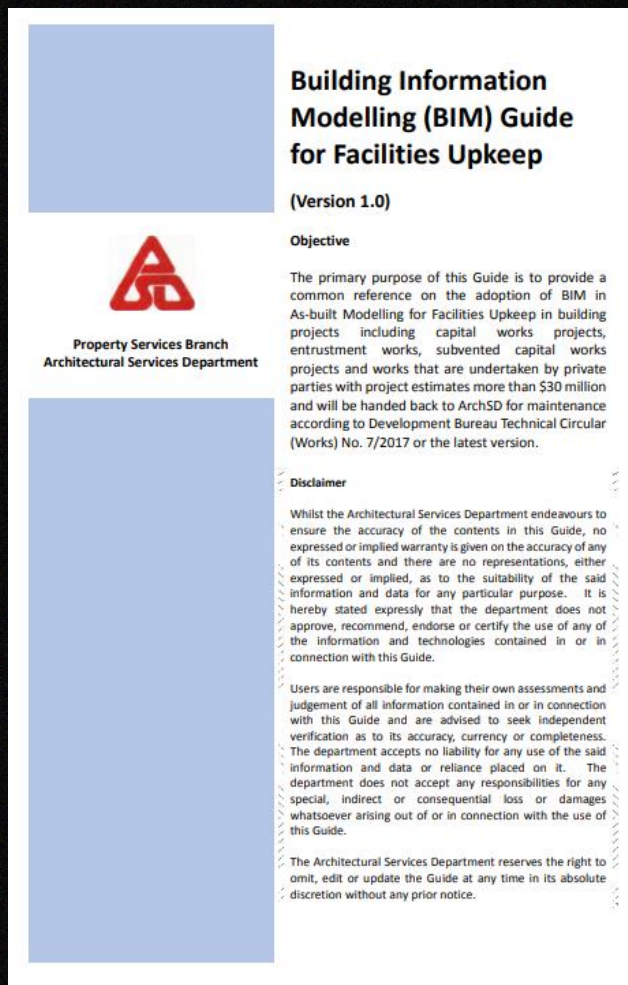 Building Information
Modelling (BIM) Guide
for Facilities Upkeep
(Version 1.0)
Objective
The primary purpose of this Guide is to provide a
common reference on the adoption of BIM in
As-built Modelling for Facilities Upkeep in building
projects including capital works projects,
entrustment works, subvented capital works
projects and works that are undertaken by private
parties with project estimates more than $30 million
and will be handed back to ArchSD for maintenance
according to Development Bureau Technical Circular
(Works) No. 7/2017 or the latest version.
Property Services Branch
Architectural Services Department
Disclaimer
Whilst the Architectural Services Department endeavours to
ensure the accuracy of the contents in this Guide, no
expressed or implied warranty is given on the accuracy of any
of its contents and there are no representations, either
expressed or implied, as to the suitability of the said
information and data for any particular purpose. It is
hereby stated expressly that the department does not
approve, recommend, endorse or certify the use of any of
the information and technologies contained in or in
connection with this Guide.
Users are responsible for making their own assessments and
judgement of all information contained in or in connection
with this Guide and are advised to seek independent
verification as to its accuracy, currency or completeness.
The department accepts no liability for any use of the said
information and data or reliance placed on it. The
department does not accept any responsibilities for any
special, indirect or consequential loss or damages
whatsoever arising out of or in connection with the use of
this Guide.
The Architectural Services Department reserves the right to
omit, edit or update the Guide at any time in its absolute
discretion without any prior notice.